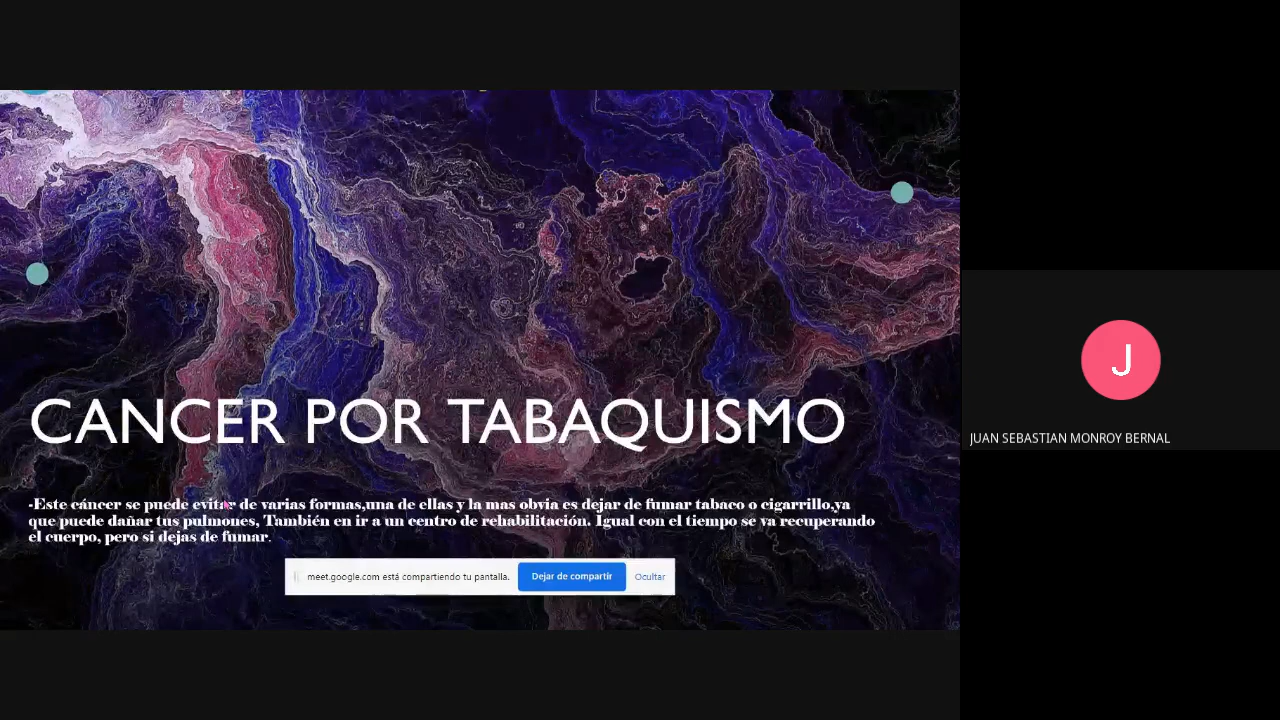 CANCER POR TABAQUISMO
-Este cáncer se puede evitar de varias formas,una de ellas y la mas obvia es dejar de fumar tabaco o cigarrillo,ya
que puede dañar tus pulmones, También en ir a un centro de rehabilitación. Igual con el tiempo se va recuperando
el cuerpo, pero si dejas de fumar.
meet.google.com está compartiendo tu pantalla. Dejar de compartir Ocultar
J
JUAN SEBASTIAN MONROY BERNAL